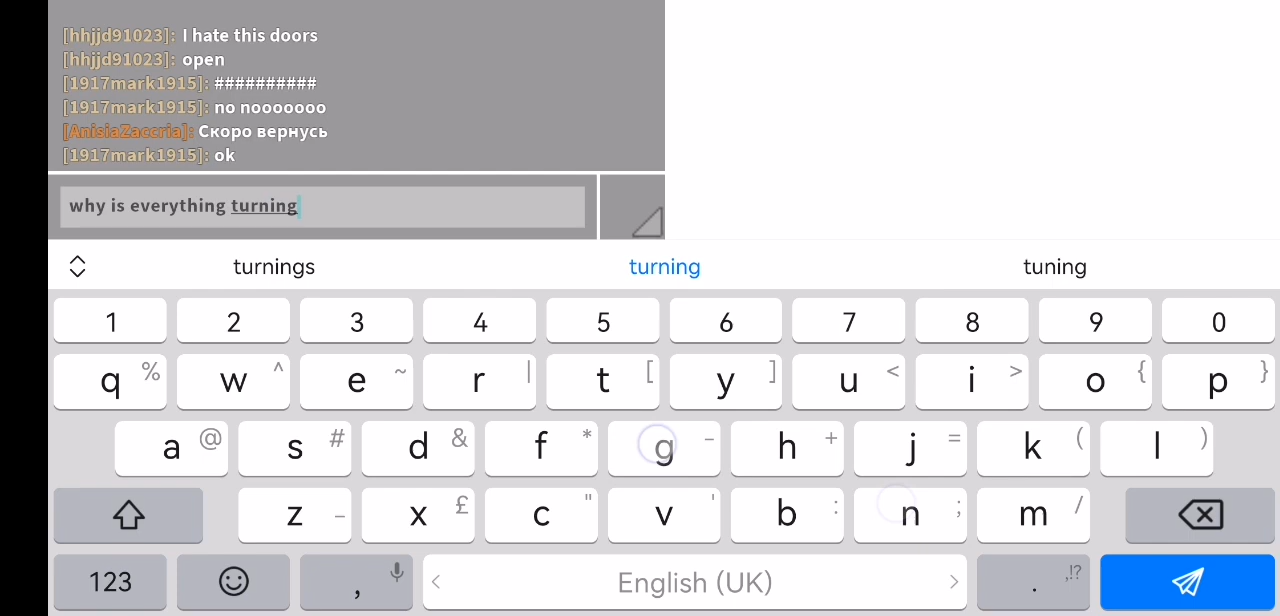 [hhjjd91023]: I hate this doors
[hhjjd91023]: open
[1917mark1915]: ##########
[1917mark1915]: no nooooooo
[AnisiaZaccria]: Скоро вернусь
[1917mark1915]: ok
why is everything turning
turnings turning tuning
1 2 3 4 5 6 7 8 9 0
q % w ^ e ~ r | t [ y ] u < i > o { p }
a @ s # d & f * g - h + j = k ( l )
z _ x £ c " v ' b : n ; m /
123 , < English (UK) > . ,!?